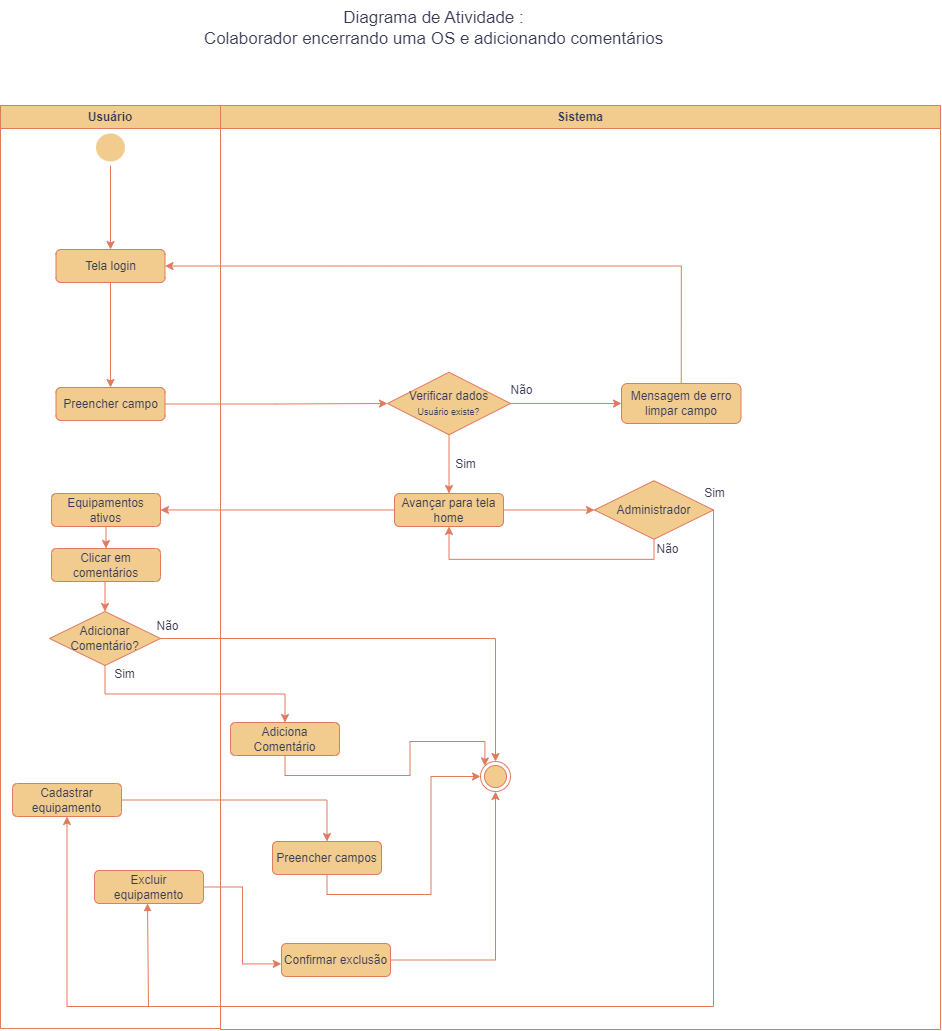 Diagrama de Atividade :
Colaborador encerrando uma OS e adicionando comentários
Usuário
Sistema
Tela login
Preencher campo
Verificar dados
Usuário existe?
Não
Mensagem de erro
limpar campo
Sim
Equipamentos
ativos
Avançar para tela
home
Administrador
Sim
Não
Clicar em
comentários
Adicionar
Comentário?
Não
Sim
Adiciona
Comentário
Cadastrar
equipamento
Preencher campos
Excluir
equipamento
Confirmar exclusão